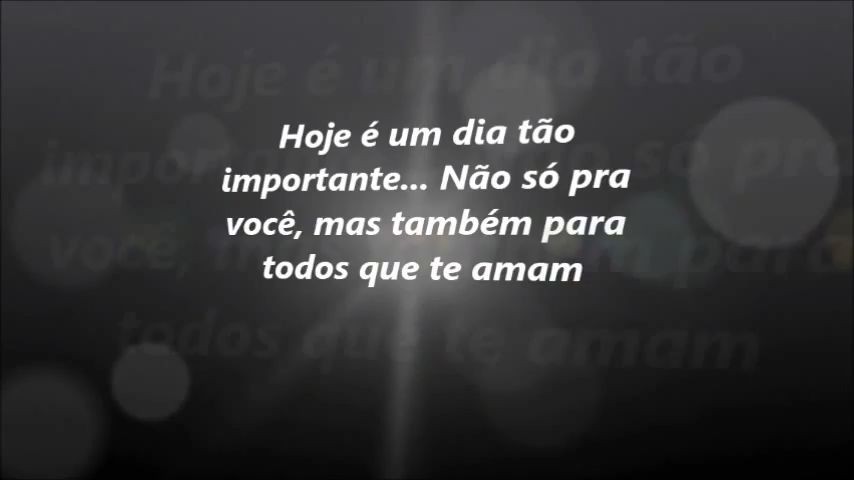 Hoje é um dia tão
importante... Não só pra
você, mas também para
todos que te amam